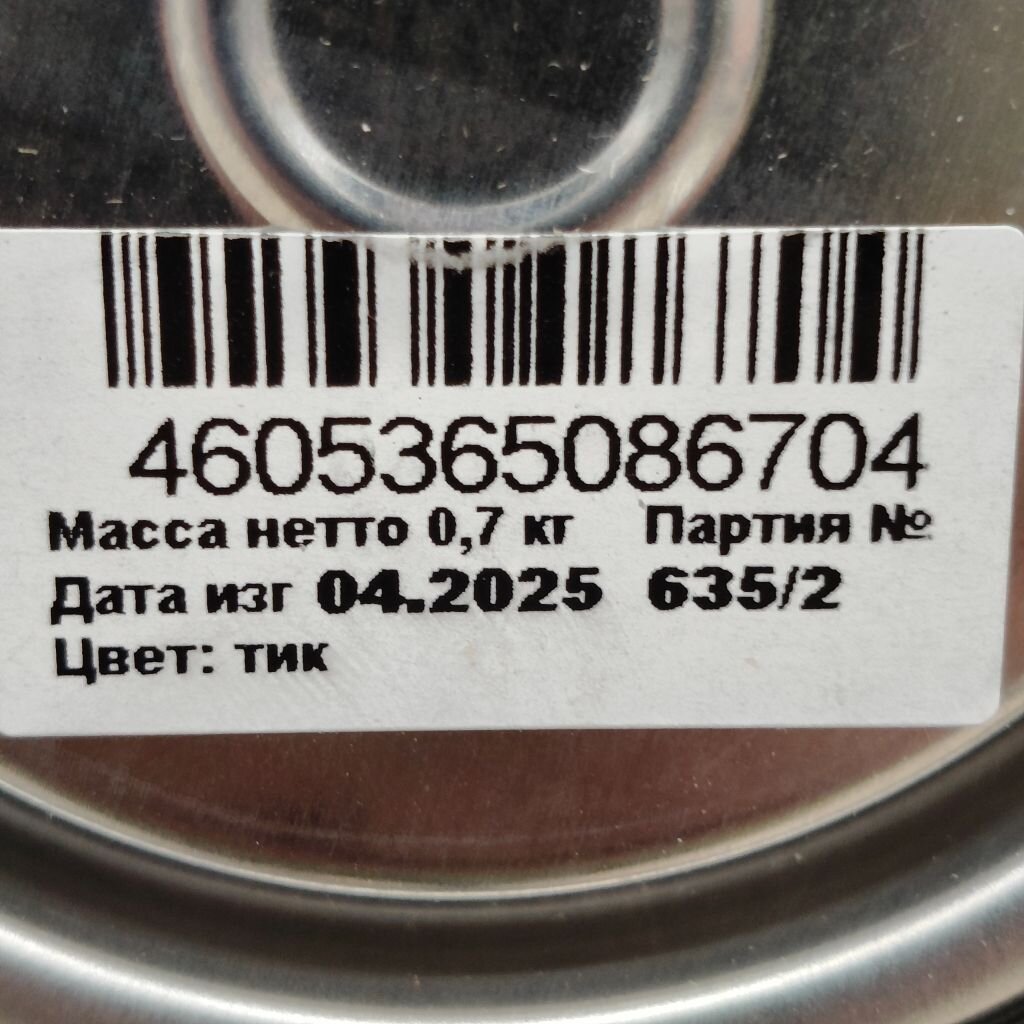 4605365086704
Масса нетто 0,7 кг Партия №
Дата изг 04.2025 635/2
Цвет: тик